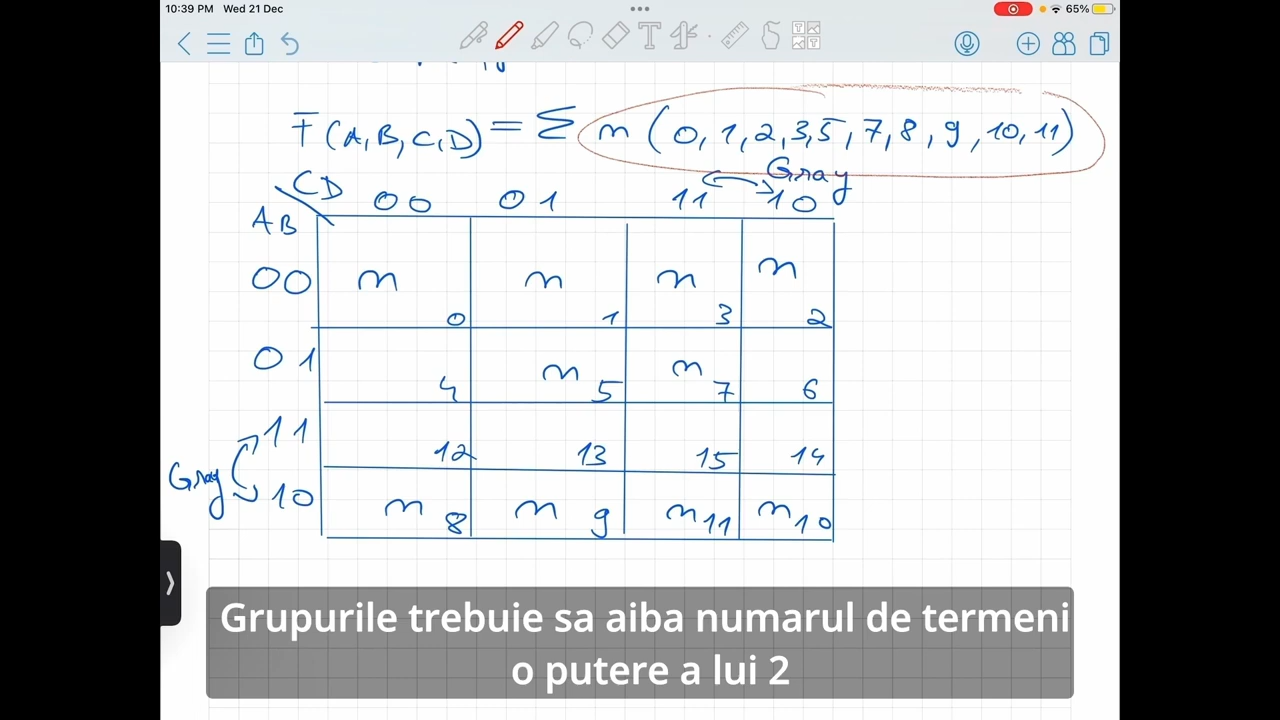 10:39 PM Wed 21 Dec
65%
F̅(A,B,C,D) = Σ m (0, 1, 2, 3, 5, 7, 8, 9, 10, 11)
Gray
CD 00 01 11 10
AB
00 m 0 m 1 m 3 m 2
01 4 m 5 m 7 6
11 12 13 15 14
Gray
10 m 8 m 9 m 11 m 10
Grupurile trebuie sa aiba numarul de termeni
o putere a lui 2